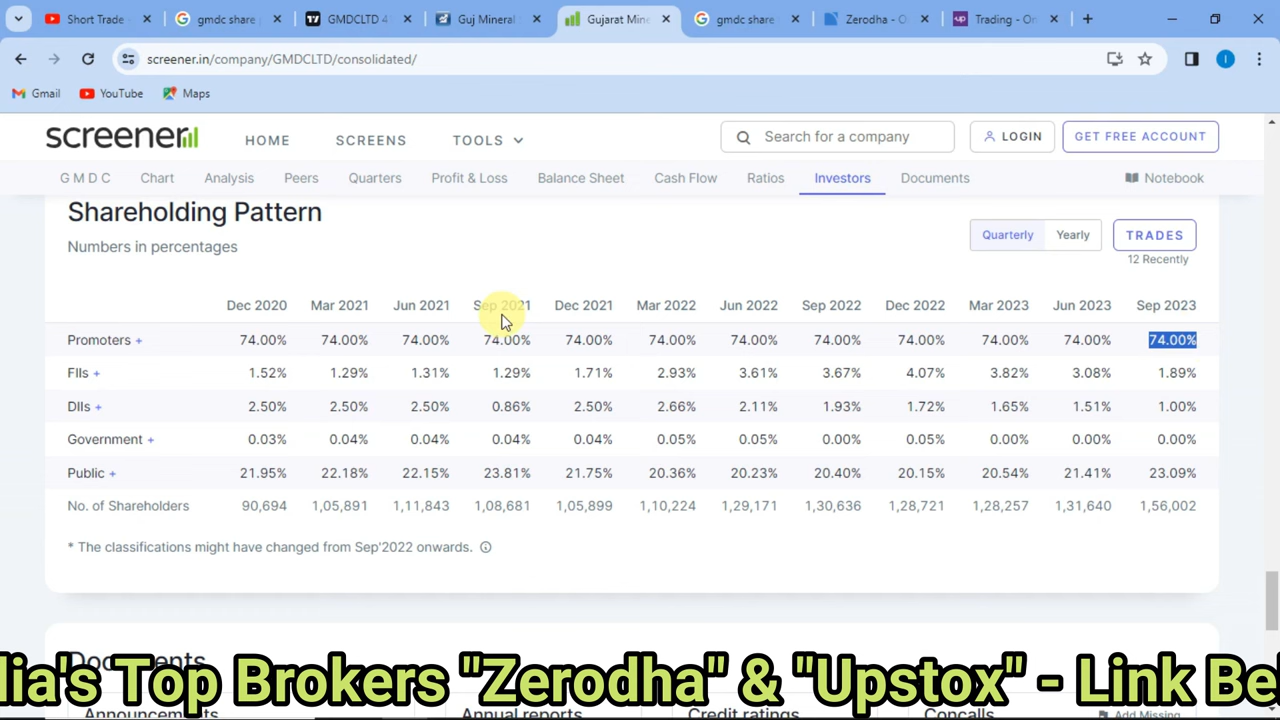 Short Trade -
gmdc share
GMDCLTD 4
Guj Mineral
Gujarat Mine
gmdc share
Zerodha - O
up Trading - On
screener.in/company/GMDCLTD/consolidated/
I
Gmail YouTube Maps
screener HOME SCREENS TOOLS Search for a company LOGIN GET FREE ACCOUNT
G M D C Chart Analysis Peers Quarters Profit & Loss Balance Sheet Cash Flow Ratios Investors Documents Notebook
Shareholding Pattern
Numbers in percentages
Quarterly Yearly TRADES
12 Recently
Dec 2020 Mar 2021 Jun 2021 Sep 2021 Dec 2021 Mar 2022 Jun 2022 Sep 2022 Dec 2022 Mar 2023 Jun 2023 Sep 2023
Promoters + 74.00% 74.00% 74.00% 74.00% 74.00% 74.00% 74.00% 74.00% 74.00% 74.00% 74.00% 74.00%
FIIs + 1.52% 1.29% 1.31% 1.29% 1.71% 2.93% 3.61% 3.67% 4.07% 3.82% 3.08% 1.89%
DIIs + 2.50% 2.50% 2.50% 0.86% 2.50% 2.66% 2.11% 1.93% 1.72% 1.65% 1.51% 1.00%
Government + 0.03% 0.04% 0.04% 0.04% 0.04% 0.05% 0.05% 0.00% 0.05% 0.00% 0.00% 0.00%
Public + 21.95% 22.18% 22.15% 23.81% 21.75% 20.36% 20.23% 20.40% 20.15% 20.54% 21.41% 23.09%
No. of Shareholders 90,694 1,05,891 1,11,843 1,08,681 1,05,899 1,10,224 1,29,171 1,30,636 1,28,721 1,28,257 1,31,640 1,56,002
* The classifications might have changed from Sep'2022 onwards.
Documents
dia's Top Brokers "Zerodha" & "Upstox" - Link Be
Announcements Annual reports Credit ratings Concalls Add Missing